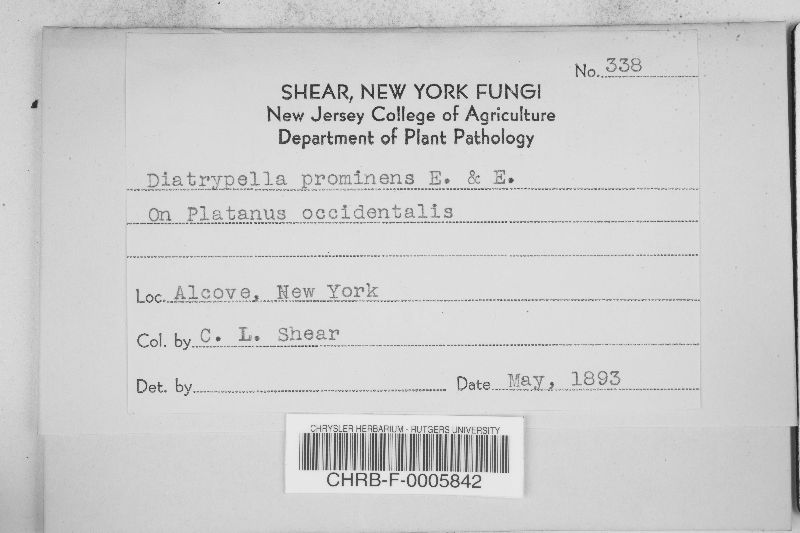 No. 338
SHEAR, NEW YORK FUNGI
New Jersey College of Agriculture
Department of Plant Pathology
Diatrypella prominens E. & E.
On Platanus occidentalis
Loc. Alcove, New York
Col. by C. L. Shear
Det. by Date May, 1893
CHRYSLER HERBARIUM - RUTGERS UNIVERSITY
CHRB-F-0005842